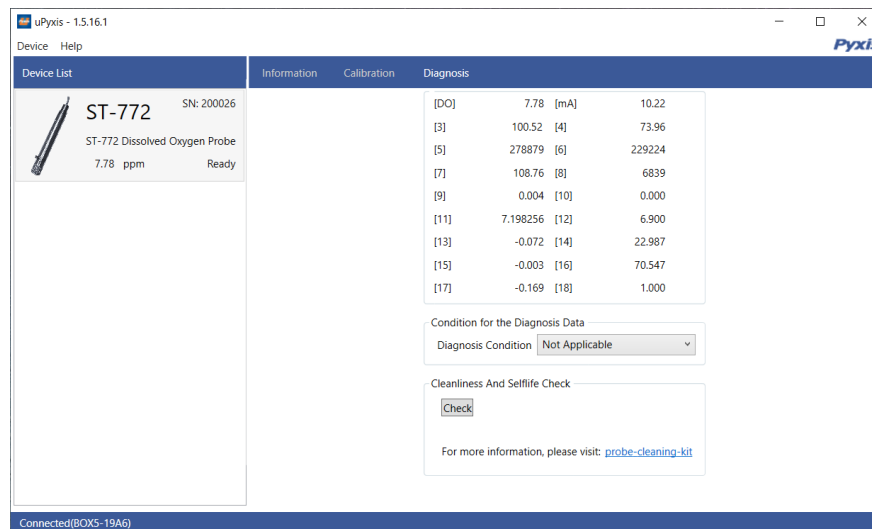 uPyxis - 1.5.16.1
Device Help
Pyxis
Device List
Information Calibration Diagnosis
ST-772 SN: 200026
ST-772 Dissolved Oxygen Probe
7.78 ppm Ready
[DO] 7.78 [mA] 10.22
[3] 100.52 [4] 73.96
[5] 278879 [6] 229224
[7] 108.76 [8] 6839
[9] 0.004 [10] 0.000
[11] 7.198256 [12] 6.900
[13] -0.072 [14] 22.987
[15] -0.003 [16] 70.547
[17] -0.169 [18] 1.000
Condition for the Diagnosis Data
Diagnosis Condition Not Applicable
Cleanliness And Selflife Check
Check
For more information, please visit: probe-cleaning-kit
Connected(BOX5-19A6)